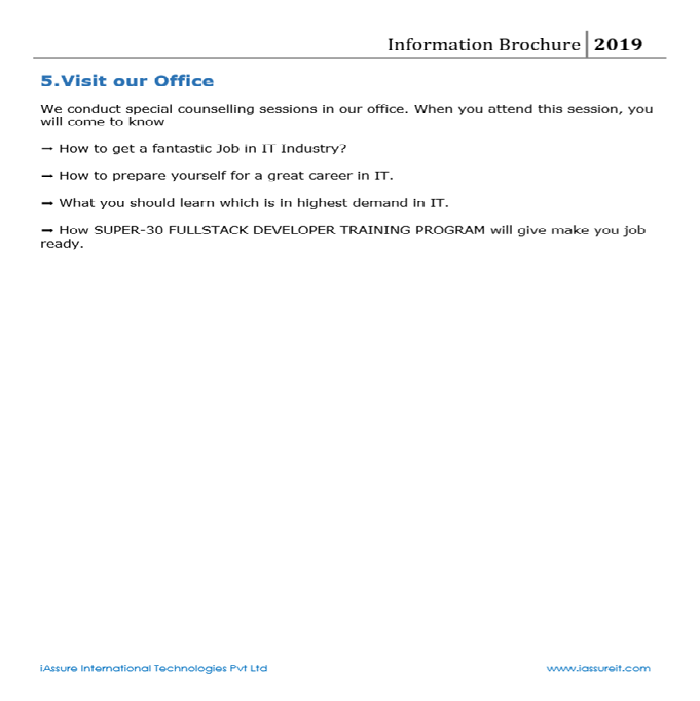 Information Brochure 2019
5.Visit our Office
We conduct special counselling sessions in our office. When you attend this session, you
will come to know
→ How to get a fantastic Job in IT Industry?
→ How to prepare yourself for a great career in IT.
→ What you should learn which is in highest demand in IT.
→ How SUPER-30 FULLSTACK DEVELOPER TRAINING PROGRAM will give make you job
ready.
iAssure International Technologies Pvt Ltd www.iassureit.com